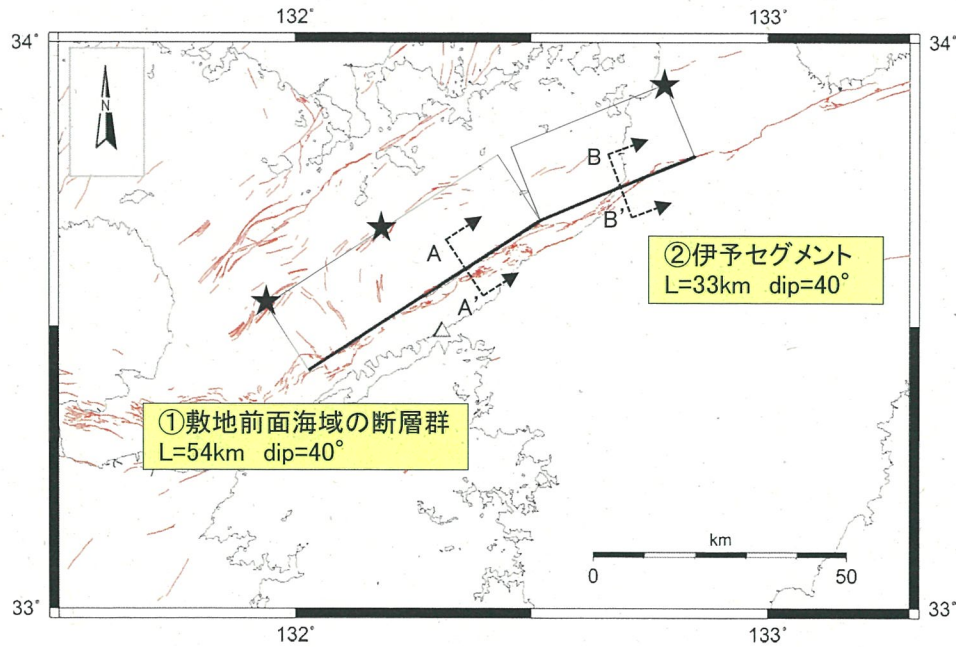 132°
133°
34°
34°
N
B
B'
A
A'
②伊予セグメント
L=33km dip=40°
①敷地前面海域の断層群
L=54km dip=40°
km
0
50
33°
33°
132°
133°